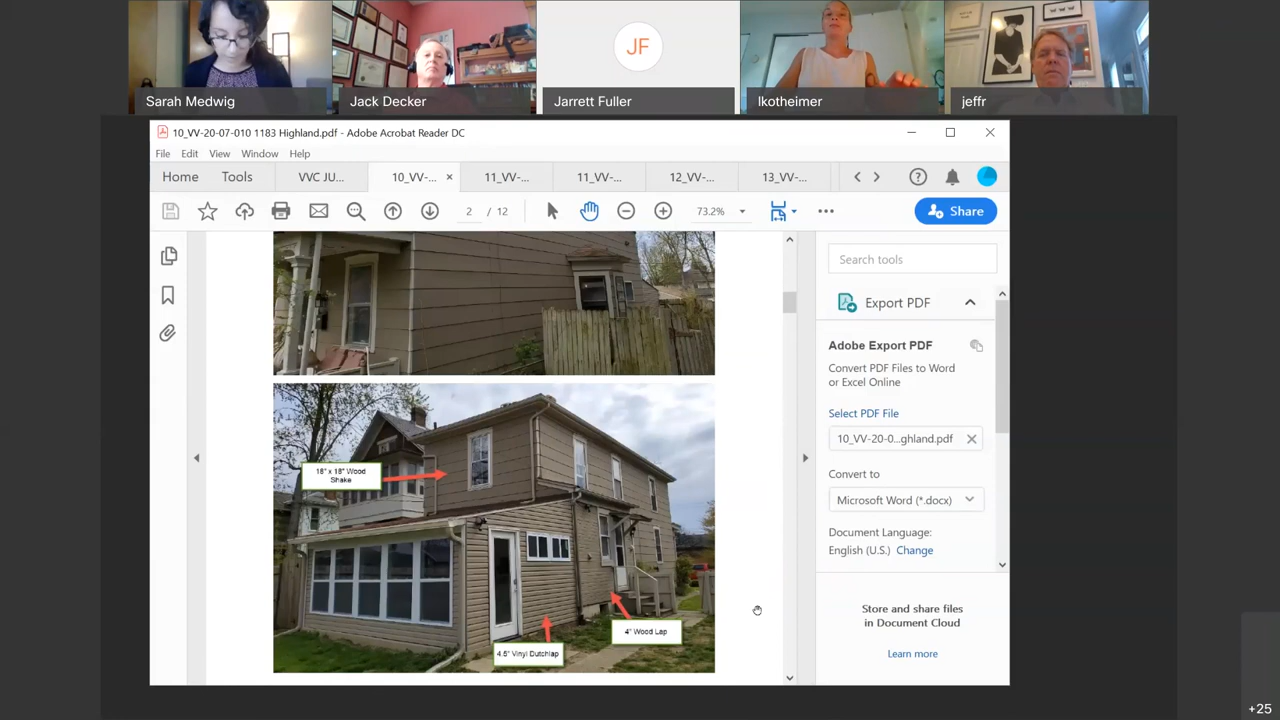 Sarah Medwig
Jack Decker
JF
Jarrett Fuller
lkotheimer
jeffr
10_VV-20-07-010 1183 Highland.pdf - Adobe Acrobat Reader DC
File Edit View Window Help
Home Tools VVC JU... 10_VV-... × 11_VV-... 11_VV-... 12_VV-... 13_VV-...
2 / 12 73.2% Share
Search tools
Export PDF
Adobe Export PDF
Convert PDF Files to Word
or Excel Online
Select PDF File
10_VV-20-0...ghland.pdf
Convert to
Microsoft Word (*.docx)
Document Language:
English (U.S.) Change
Store and share files
in Document Cloud
Learn more
18" x 18" Wood
Shake
4" Wood Lap
4.5" Vinyl Dutchlap
+25